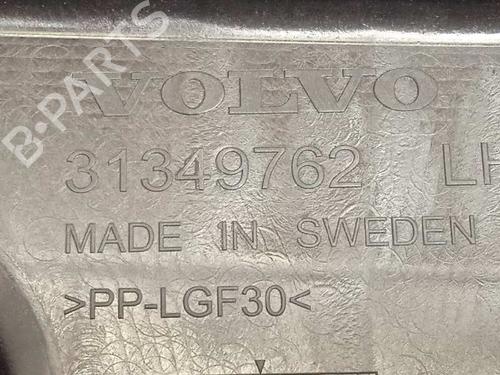 VOLVO
31349762 LH
MADE IN SWEDEN
>PP-LGF30<
B-PARTS